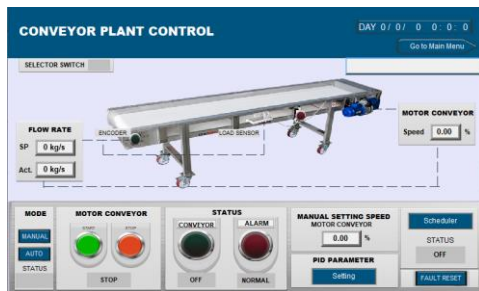 CONVEYOR PLANT CONTROL
DAY 0 / 0 / 0 0 : 0 : 0
Go to Main Menu
SELECTOR SWITCH
MOTOR CONVEYOR
Speed 0.00 %
FLOW RATE
SP 0 kg/s
Act. 0 kg/s
ENCODER
LOAD SENSOR
MODE
MANUAL
AUTO
STATUS
MOTOR CONVEYOR
START
STOP
STOP
STATUS
CONVEYOR
ALARM
OFF
NORMAL
MANUAL SETTING SPEED
MOTOR CONVEYOR
0.00 %
PID PARAMETER
Setting
Scheduler
STATUS
OFF
FAULT RESET